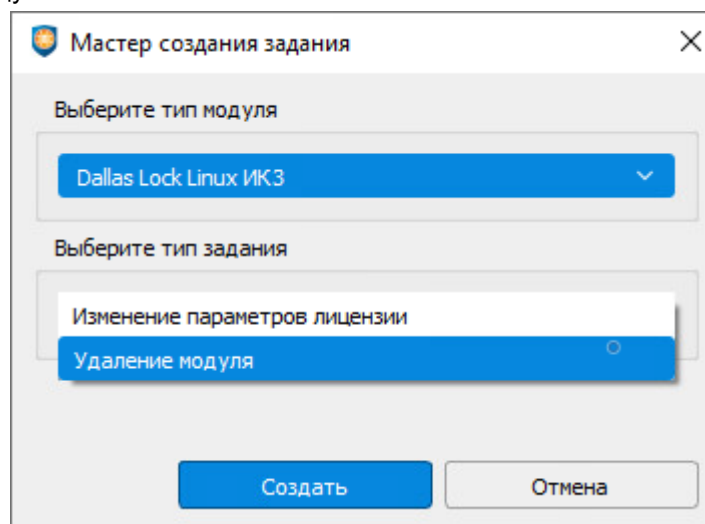 Мастер создания задания
Выберите тип модуля
Dallas Lock Linux ИКЗ
Выберите тип задания
Изменение параметров лицензии
Удаление модуля
Создать Отмена